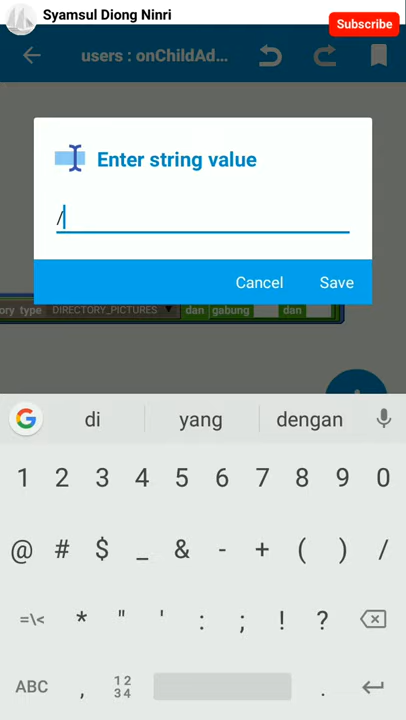 Syamsul Diong Ninri
Subscribe
users : onChildAd...
Enter string value
/
Cancel Save
ory type DIRECTORY_PICTURES dan gabung dan
di yang dengan
1 2 3 4 5 6 7 8 9 0
@ # $ _ & - + ( ) /
=\< * " ' : ; ! ?
ABC , 12 34 .